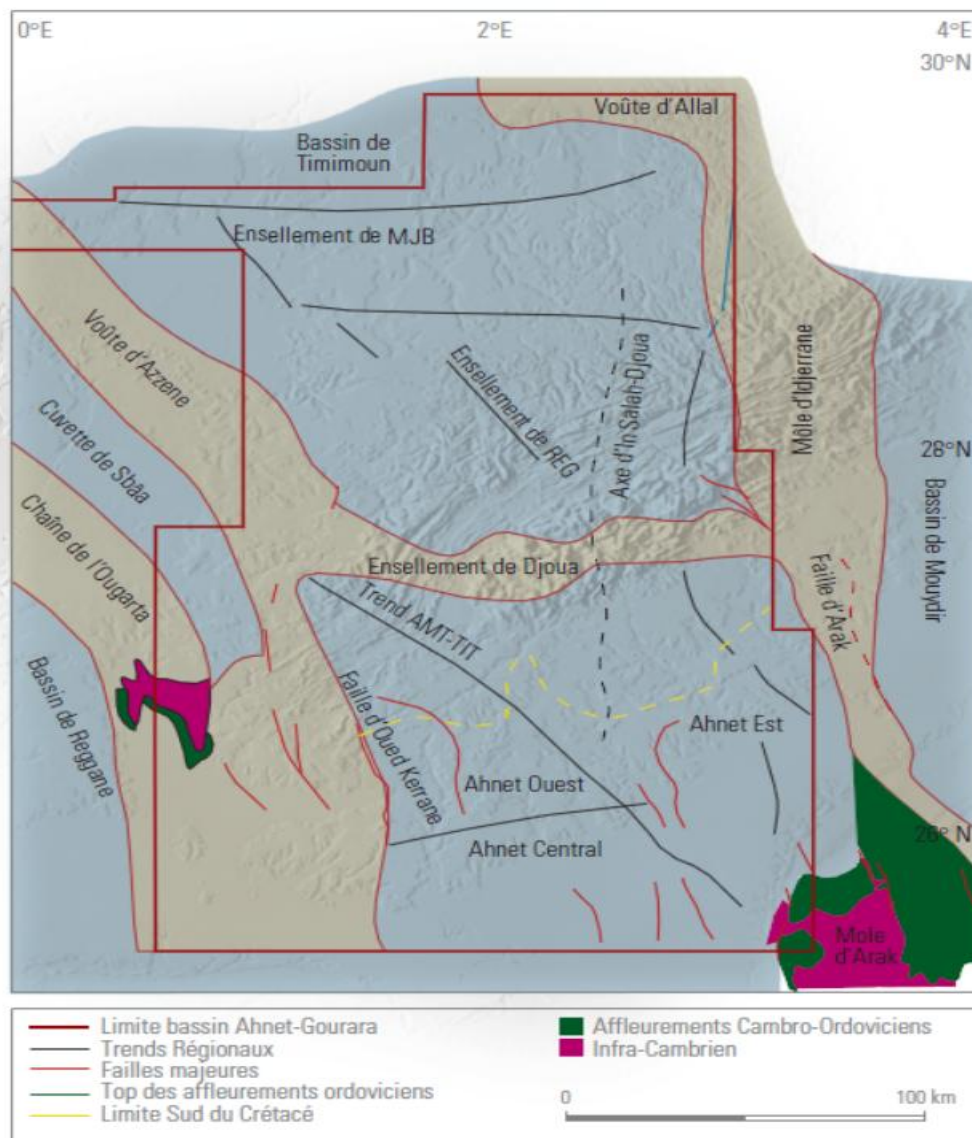 0°E
2°E
4°E
30°N
Voûte d'Allal
Bassin de
Timimoun
Ensellement de MJB
Voûte d'Azzene
Ensellement de REG
Axe d'In Salah-Djoua
Môle d'Idjerrane
28°N
Cuvette de Sbâa
Bassin de Mouydir
Chaîne de l'Ougarta
Ensellement de Djoua
Trend AMT-TIT
Faille d'Arak
Bassin de Reggane
Faille d'Oued Kerrane
Ahnet Est
Ahnet Ouest
26° N
Ahnet Central
Mole
d'Arak
Limite bassin Ahnet-Gourara
Trends Régionaux
Failles majeures
Top des affleurements ordoviciens
Limite Sud du Crétacé
Affleurements Cambro-Ordoviciens
Infra-Cambrien
0
100 km